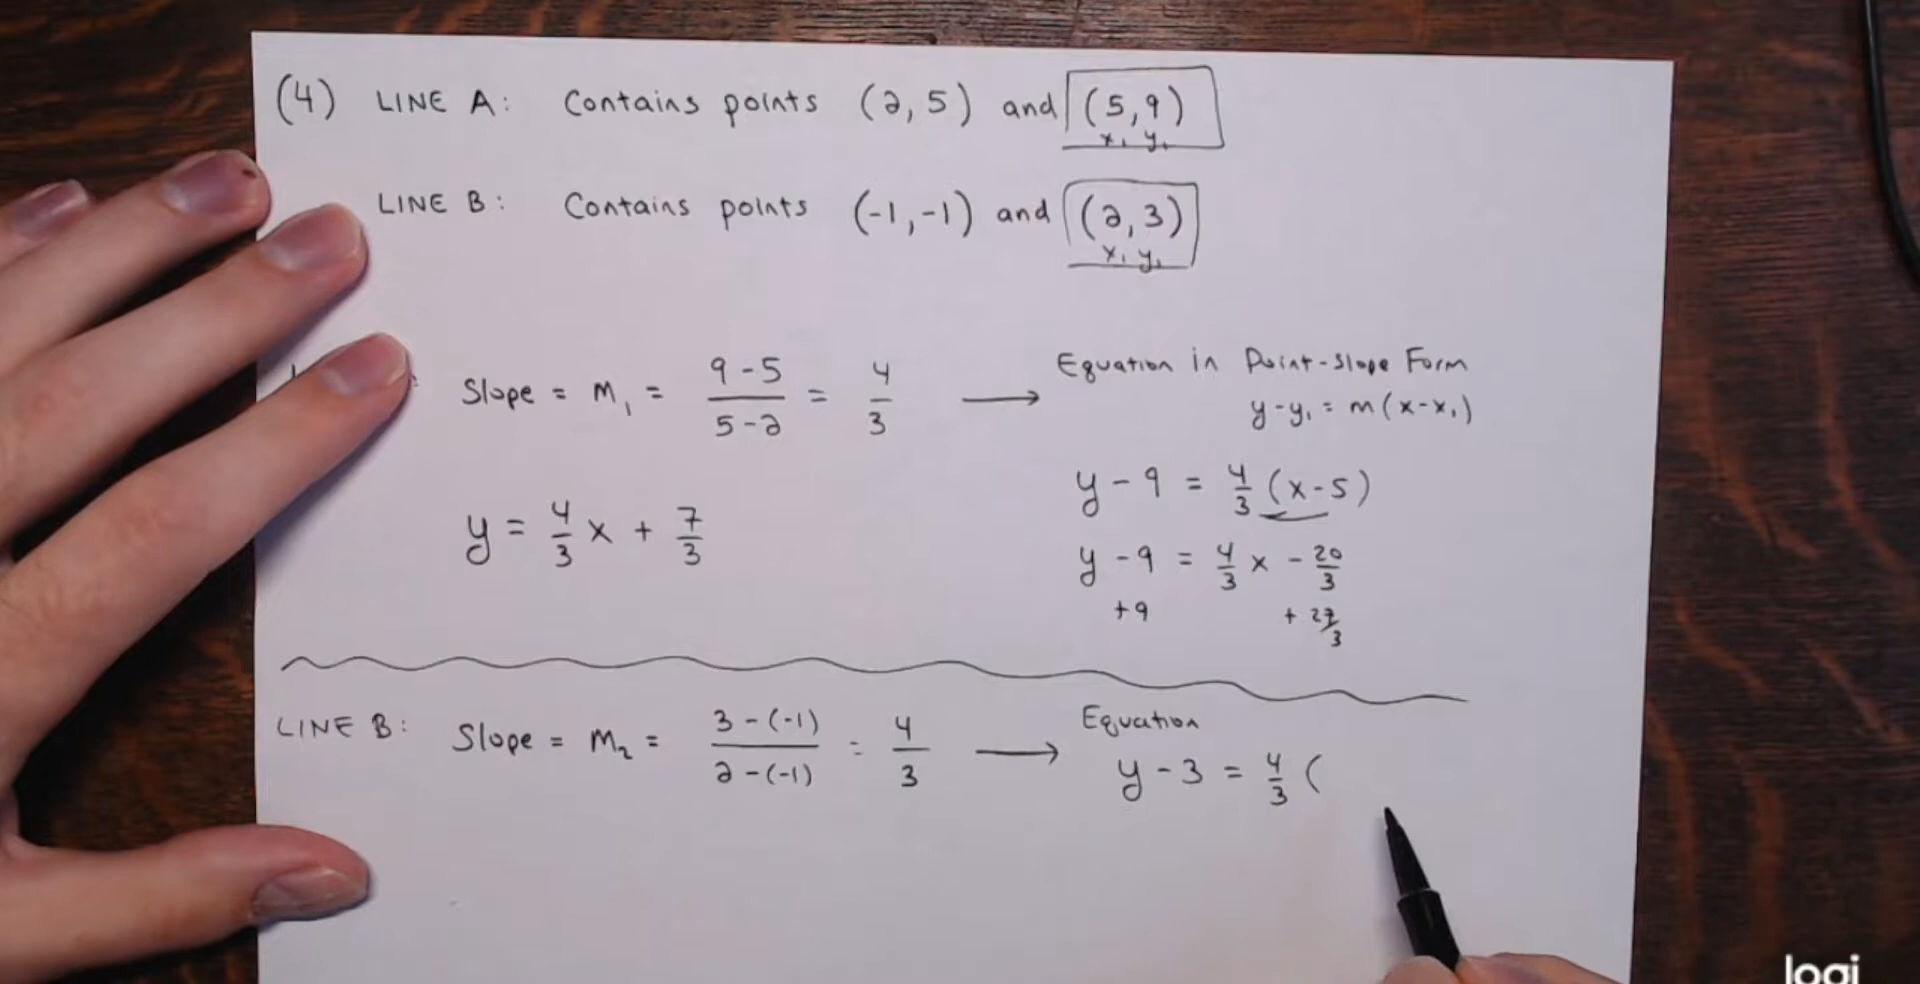 (4) LINE A: Contains points (2,5) and (5,9)
x₁ y₁
LINE B: Contains points (-1,-1) and (2,3)
x₁ y₁
Slope = m₁ = (9-5)/(5-2) = 4/3 → Equation in Point-Slope Form
y-y₁ = m(x-x₁)
y - 9 = 4/3 (x-5)
y = 4/3 x + 7/3
y - 9 = 4/3 x - 20/3
+9 + 27/3
LINE B: Slope = m₂ = (3-(-1))/(2-(-1)) = 4/3 → Equation
y - 3 = 4/3 (
logi